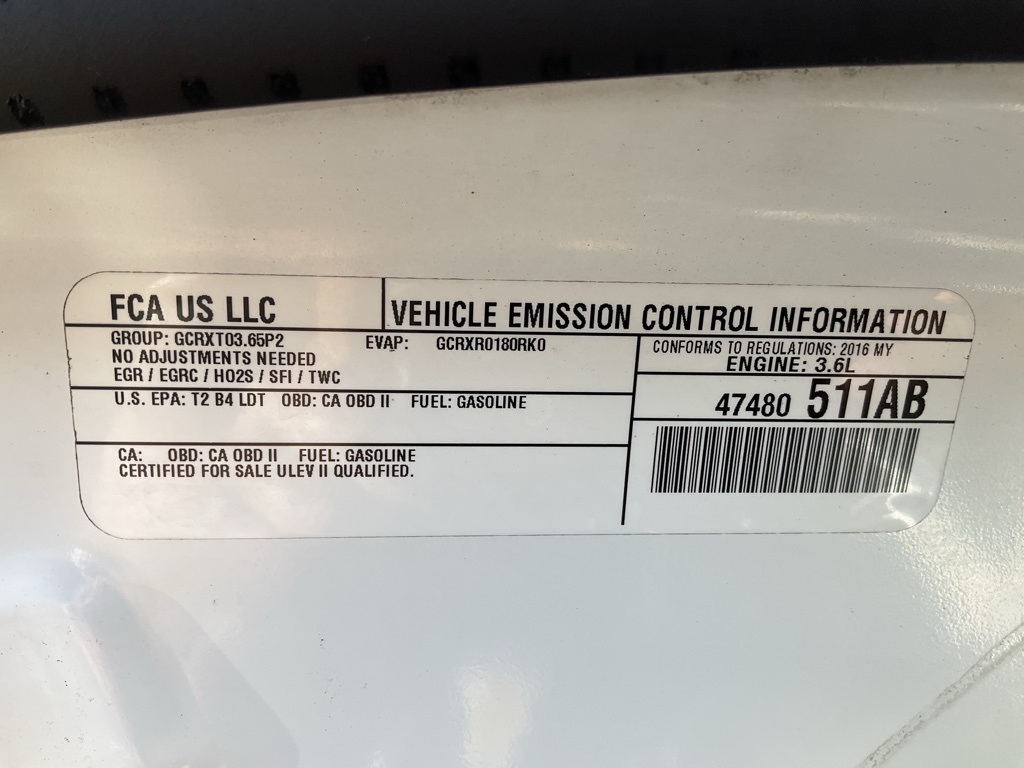 FCA US LLC
VEHICLE EMISSION CONTROL INFORMATION
GROUP: GCRXT03.65P2 EVAP: GCRXR0180RK0
NO ADJUSTMENTS NEEDED
EGR / EGRC / HO2S / SFI / TWC
CONFORMS TO REGULATIONS: 2016 MY
ENGINE: 3.6L
U.S. EPA: T2 B4 LDT OBD: CA OBD II FUEL: GASOLINE
47480 511AB
CA: OBD: CA OBD II FUEL: GASOLINE
CERTIFIED FOR SALE ULEV II QUALIFIED.